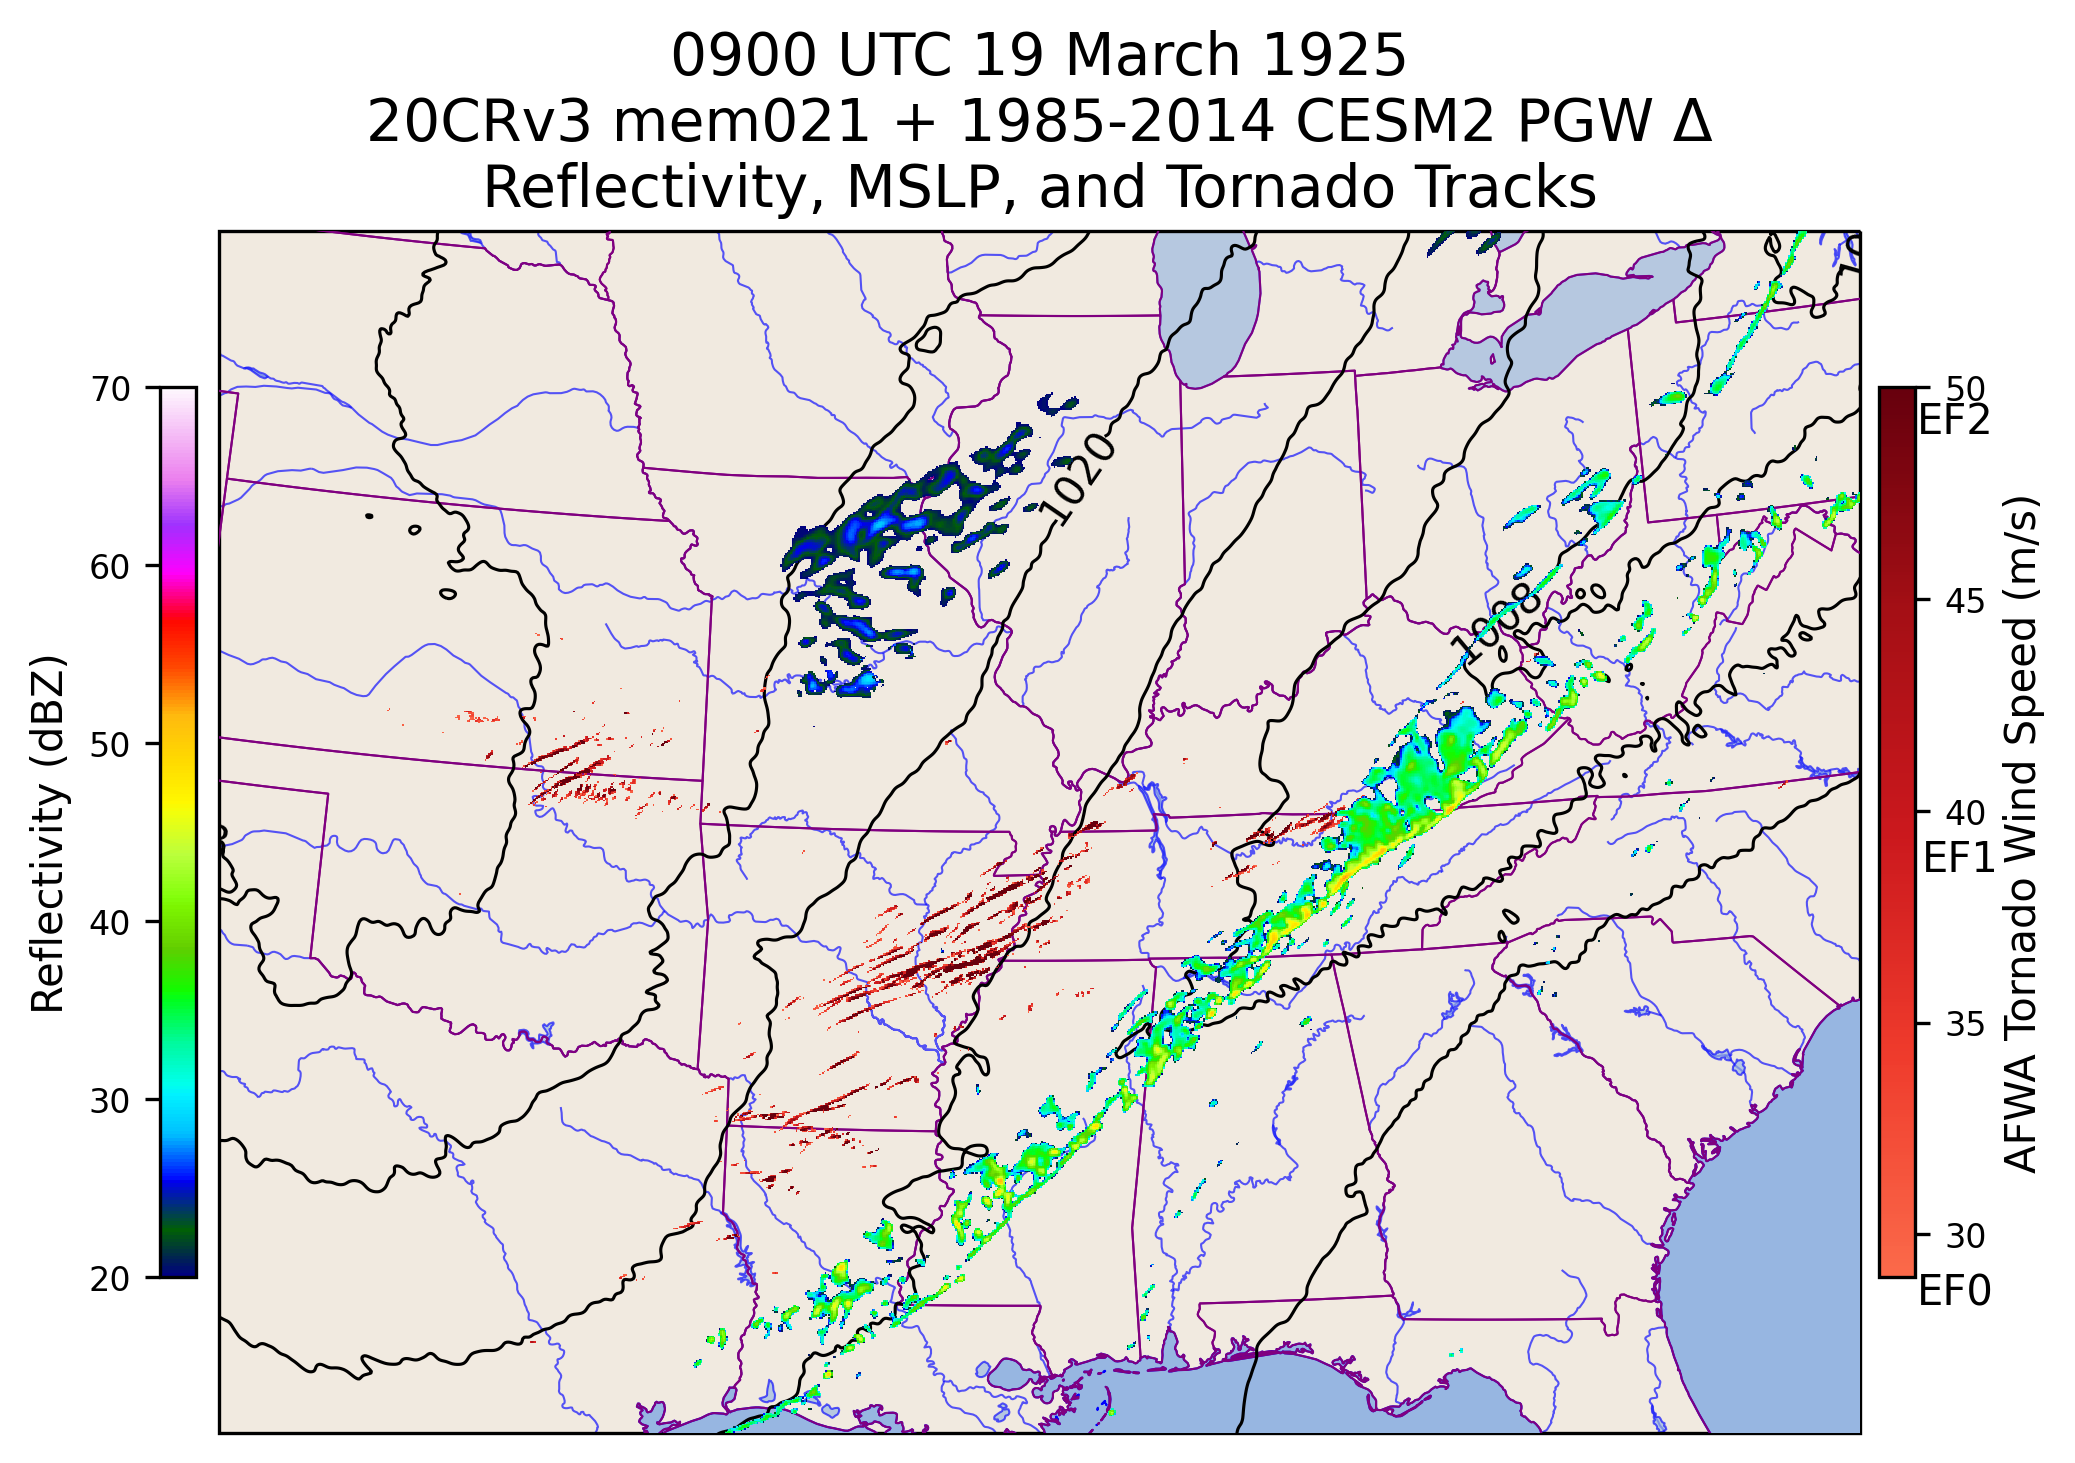 0900 UTC 19 March 1925
20CRv3 mem021 + 1985-2014 CESM2 PGW Δ
Reflectivity, MSLP, and Tornado Tracks
Reflectivity (dBZ)
70
60
50
40
30
20
1020
1008
50
EF2
45
40
EF1
35
30
EF0
AFWA Tornado Wind Speed (m/s)